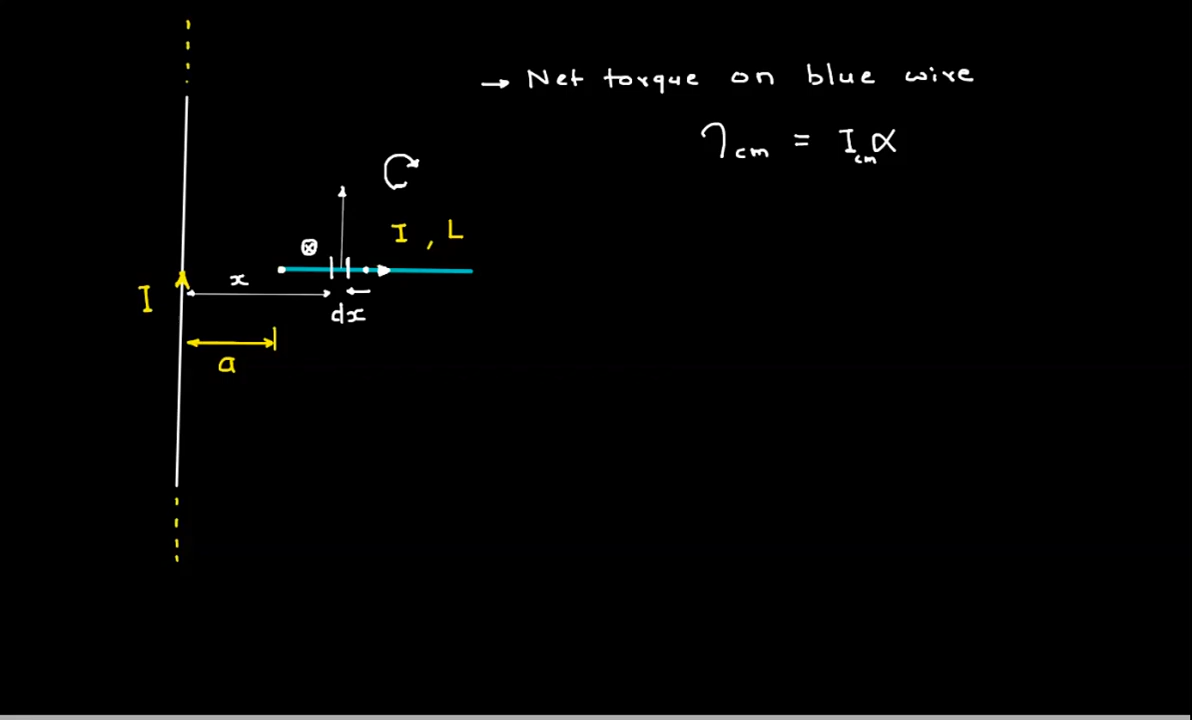 → Net torque on blue wire
τcm = Icm α
⊗
I , L
x
I
dx
a